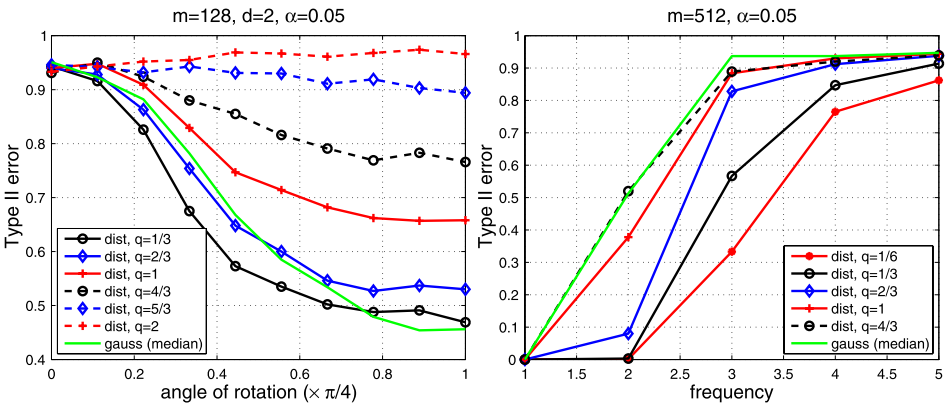 m=128, d=2, α=0.05
Type II error
1
0.9
0.8
0.7
0.6
0.5
0.4
0
0.2
0.4
0.6
0.8
1
angle of rotation (× π/4)
dist, q=1/3
dist, q=2/3
dist, q=1
dist, q=4/3
dist, q=5/3
dist, q=2
gauss (median)
m=512, α=0.05
Type II error
1
0.9
0.8
0.7
0.6
0.5
0.4
0.3
0.2
0.1
0
1
1.5
2
2.5
3
3.5
4
4.5
5
frequency
dist, q=1/6
dist, q=1/3
dist, q=2/3
dist, q=1
dist, q=4/3
gauss (median)